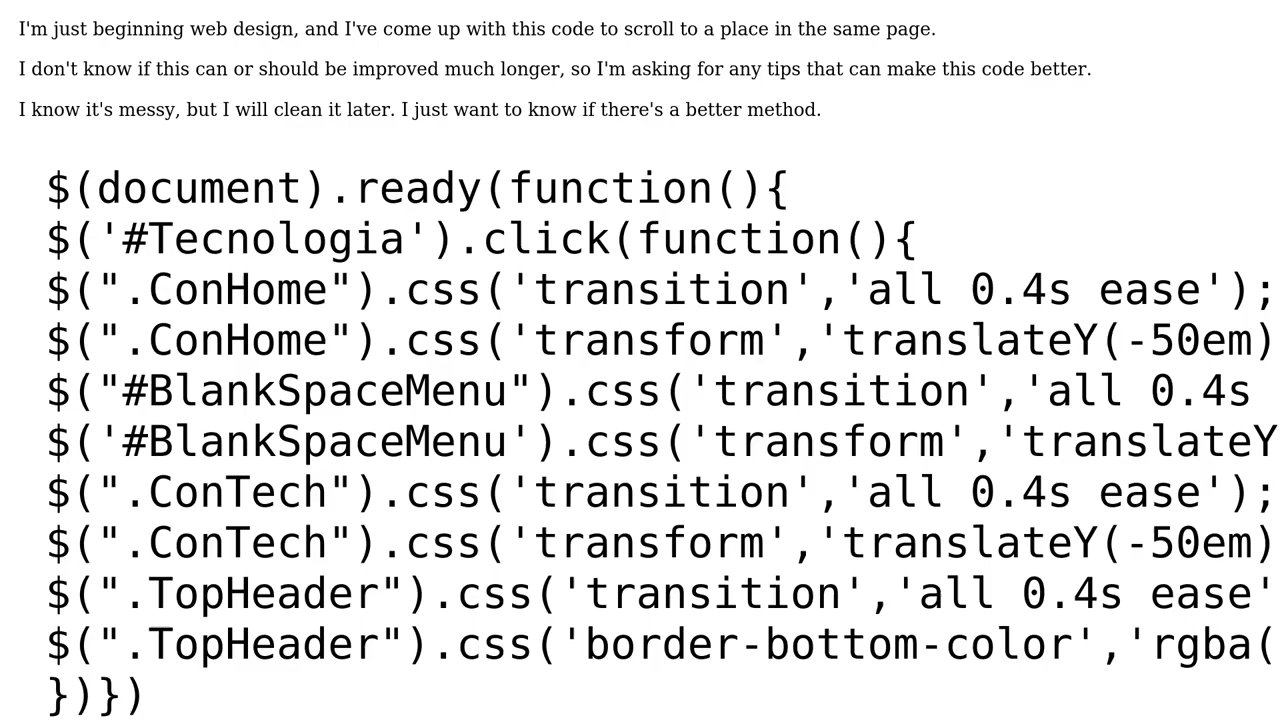 I'm just beginning web design, and I've come up with this code to scroll to a place in the same page.
I don't know if this can or should be improved much longer, so I'm asking for any tips that can make this code better.
I know it's messy, but I will clean it later. I just want to know if there's a better method.
$(document).ready(function(){
$('#Tecnologia').click(function(){
$(".ConHome").css('transition','all 0.4s ease');
$(".ConHome").css('transform','translateY(-50em)
$("#BlankSpaceMenu").css('transition','all 0.4s
$('#BlankSpaceMenu').css('transform','translateY
$(".ConTech").css('transition','all 0.4s ease');
$(".ConTech").css('transform','translateY(-50em)
$(".TopHeader").css('transition','all 0.4s ease'
$(".TopHeader").css('border-bottom-color','rgba(
})})